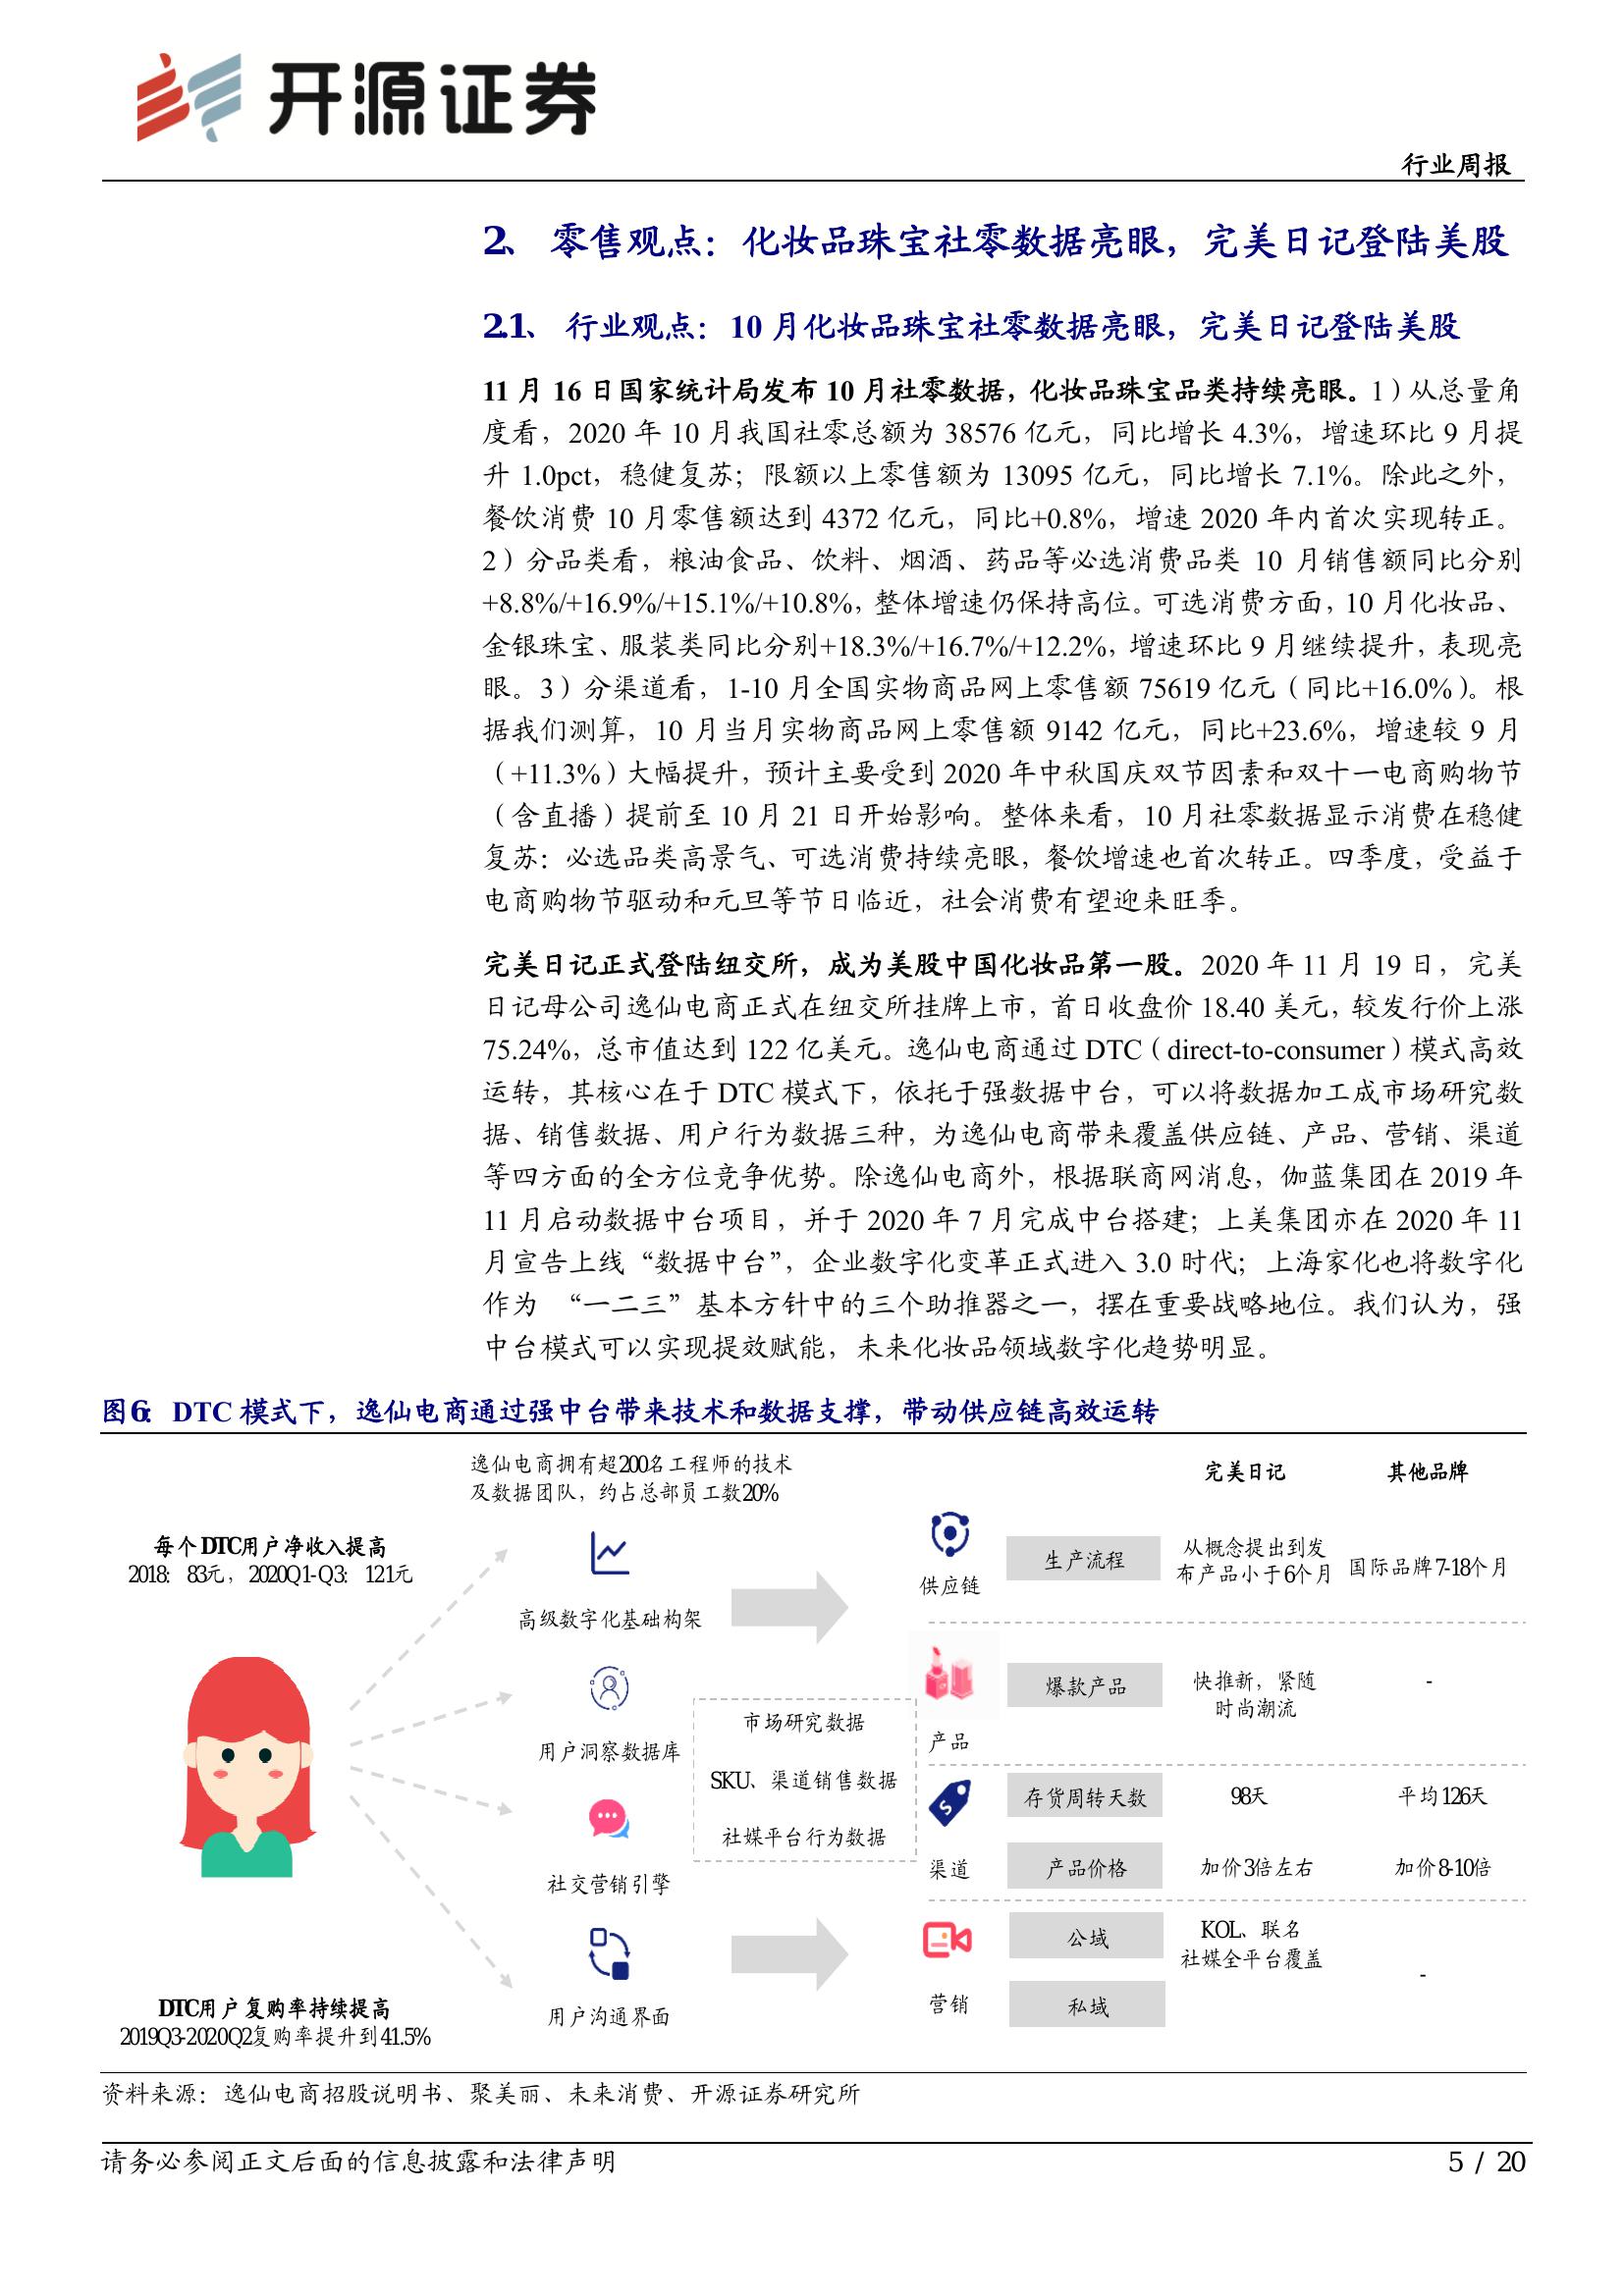 开源证券
行业周报
2、 零售观点：化妆品珠宝社零数据亮眼，完美日记登陆美股
2.1、 行业观点：10 月化妆品珠宝社零数据亮眼，完美日记登陆美股
11 月 16 日国家统计局发布 10 月社零数据，化妆品珠宝品类持续亮眼。1）从总量角
度看，2020 年 10 月我国社零总额为 38576 亿元，同比增长 4.3%，增速环比 9 月提
升 1.0pct，稳健复苏；限额以上零售额为 13095 亿元，同比增长 7.1%。除此之外，
餐饮消费 10 月零售额达到 4372 亿元，同比+0.8%，增速 2020 年内首次实现转正。
2）分品类看，粮油食品、饮料、烟酒、药品等必选消费品类 10 月销售额同比分别
+8.8%/+16.9%/+15.1%/+10.8%，整体增速仍保持高位。可选消费方面，10 月化妆品、
金银珠宝、服装类同比分别+18.3%/+16.7%/+12.2%，增速环比 9 月继续提升，表现亮
眼。3）分渠道看，1-10 月全国实物商品网上零售额 75619 亿元（同比+16.0%）。根
据我们测算，10 月当月实物商品网上零售额 9142 亿元，同比+23.6%，增速较 9 月
（+11.3%）大幅提升，预计主要受到 2020 年中秋国庆双节因素和双十一电商购物节
（含直播）提前至 10 月 21 日开始影响。整体来看，10 月社零数据显示消费在稳健
复苏：必选品类高景气、可选消费持续亮眼，餐饮增速也首次转正。四季度，受益于
电商购物节驱动和元旦等节日临近，社会消费有望迎来旺季。
完美日记正式登陆纽交所，成为美股中国化妆品第一股。2020 年 11 月 19 日，完美
日记母公司逸仙电商正式在纽交所挂牌上市，首日收盘价 18.40 美元，较发行价上涨
75.24%，总市值达到 122 亿美元。逸仙电商通过 DTC（direct-to-consumer）模式高效
运转，其核心在于 DTC 模式下，依托于强数据中台，可以将数据加工成市场研究数
据、销售数据、用户行为数据三种，为逸仙电商带来覆盖供应链、产品、营销、渠道
等四方面的全方位竞争优势。除逸仙电商外，根据联商网消息，伽蓝集团在 2019 年
11 月启动数据中台项目，并于 2020 年 7 月完成中台搭建；上美集团亦在 2020 年 11
月宣告上线“数据中台”，企业数字化变革正式进入 3.0 时代；上海家化也将数字化
作为 “一二三”基本方针中的三个助推器之一，摆在重要战略地位。我们认为，强
中台模式可以实现提效赋能，未来化妆品领域数字化趋势明显。
图6： DTC 模式下，逸仙电商通过强中台带来技术和数据支撑，带动供应链高效运转
逸仙电商拥有超200名工程师的技术
及数据团队，约占总部员工数20%
完美日记 其他品牌
每个DTC用户净收入提高
2018：83元，2020Q1-Q3：121元
高级数字化基础构架
供应链
生产流程
从概念提出到发
布产品小于6个月
国际品牌7-18个月
用户洞察数据库
市场研究数据
SKU、渠道销售数据
社媒平台行为数据
产品
爆款产品
快推新，紧随
时尚潮流
-
存货周转天数 98天 平均126天
渠道 产品价格 加价3倍左右 加价8-10倍
社交营销引擎
公域
KOL、联名
社媒全平台覆盖
-
营销 私域
用户沟通界面
DTC用户复购率持续提高
2019Q3-2020Q2复购率提升到41.5%
资料来源：逸仙电商招股说明书、聚美丽、未来消费、开源证券研究所
请务必参阅正文后面的信息披露和法律声明
5 / 20